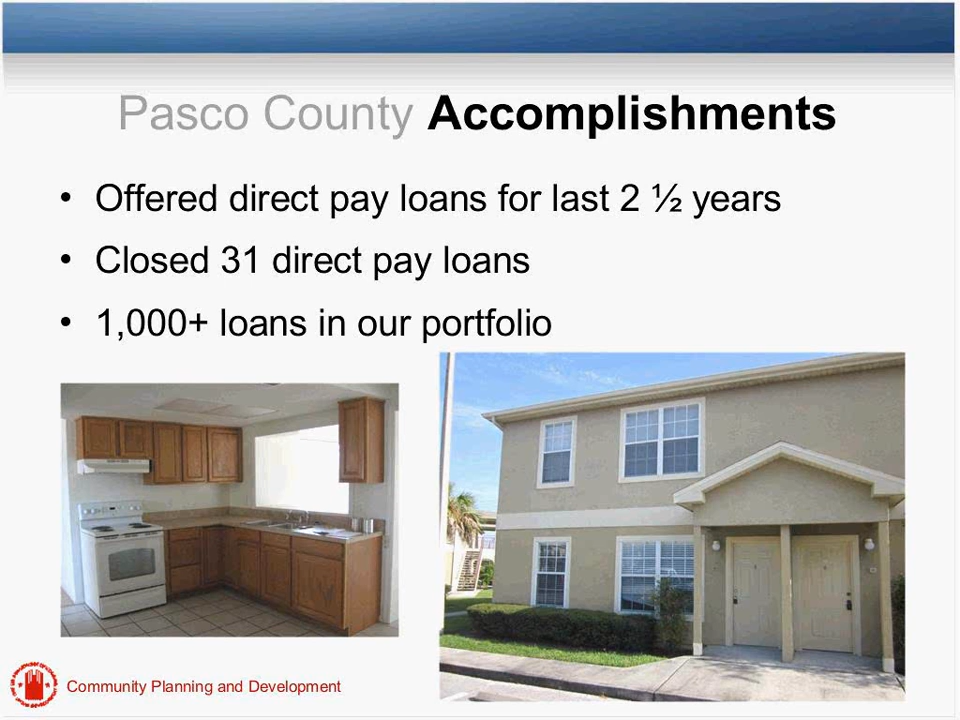 Pasco County Accomplishments
• Offered direct pay loans for last 2 ½ years
• Closed 31 direct pay loans
• 1,000+ loans in our portfolio
Community Planning and Development